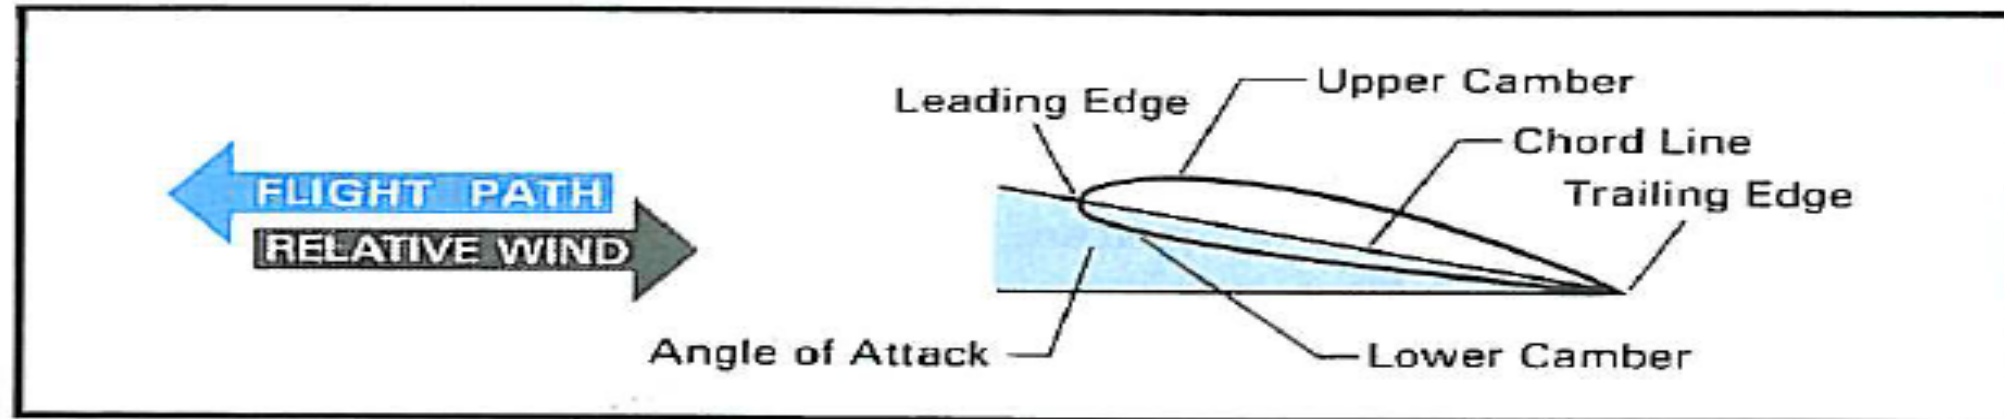 Upper Camber
Leading Edge
Chord Line
Trailing Edge
FLIGHT PATH
RELATIVE WIND
Angle of Attack
Lower Camber